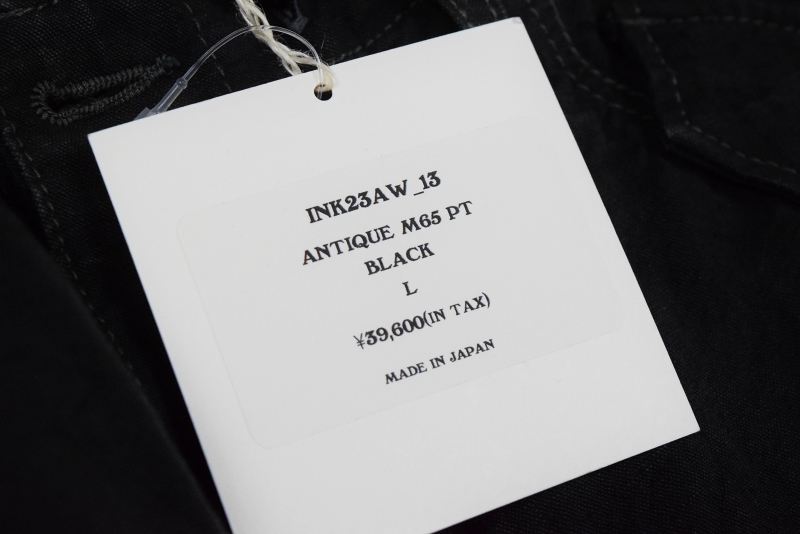 INK23AW_13
ANTIQUE M65 PT
BLACK
L
¥39,600(IN TAX)
MADE IN JAPAN